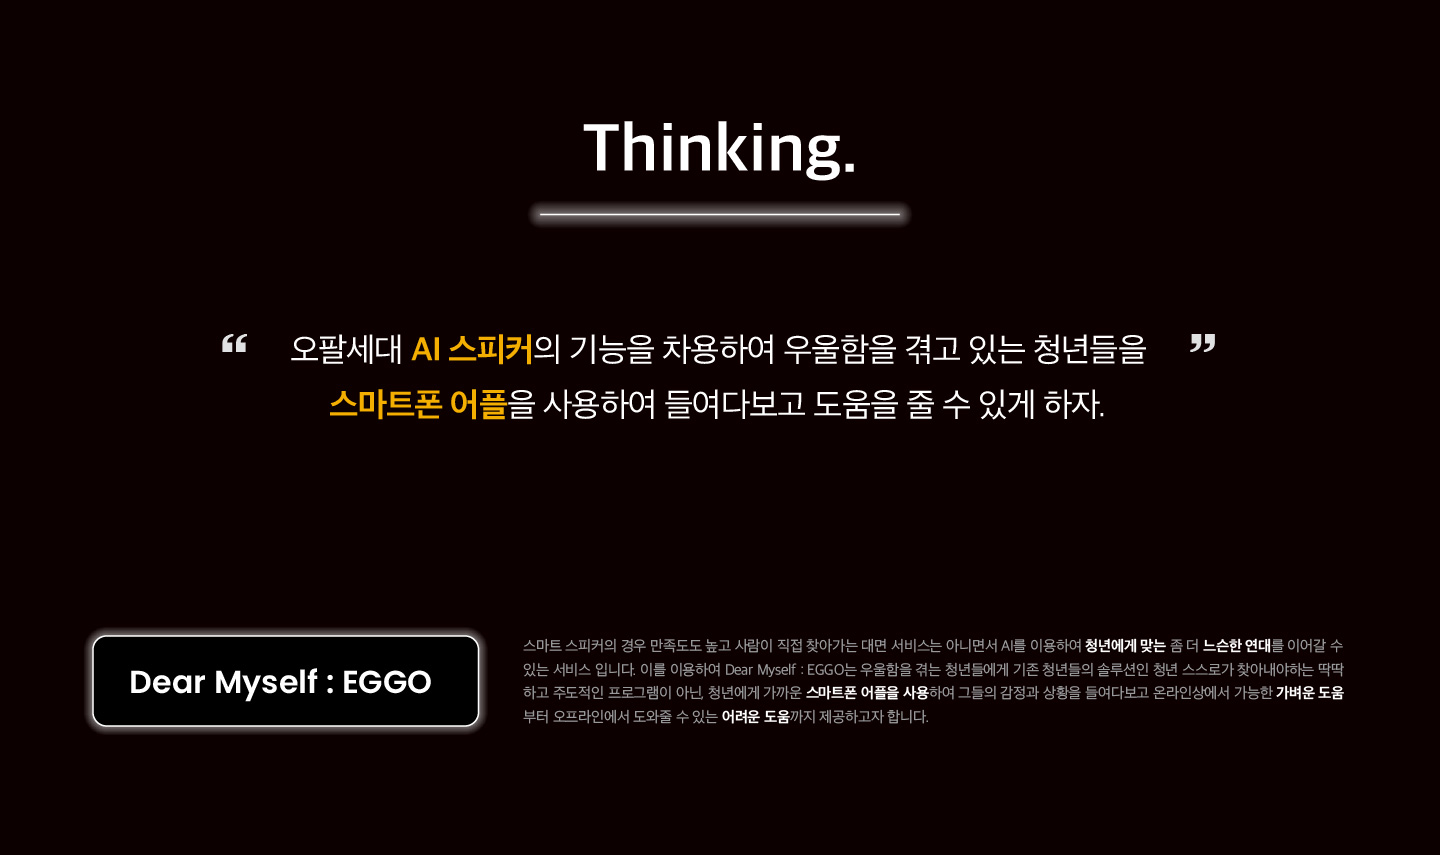 Thinking.
“ 오팔세대 AI 스피커의 기능을 차용하여 우울함을 겪고 있는 청년들을 ”
스마트폰 어플을 사용하여 들여다보고 도움을 줄 수 있게 하자.
Dear Myself : EGGO
스마트 스피커의 경우 만족도도 높고 사람이 직접 찾아가는 대면 서비스는 아니면서 AI를 이용하여 청년에게 맞는 좀 더 느슨한 연대를 이어갈 수
있는 서비스 입니다. 이를 이용하여 Dear Myself : EGGO는 우울함을 겪는 청년들에게 기존 청년들의 솔루션인 청년 스스로가 찾아내야하는 딱딱
하고 주도적인 프로그램이 아닌, 청년에게 가까운 스마트폰 어플을 사용하여 그들의 감정과 상황을 들여다보고 온라인상에서 가능한 가벼운 도움
부터 오프라인에서 도와줄 수 있는 어려운 도움까지 제공하고자 합니다.